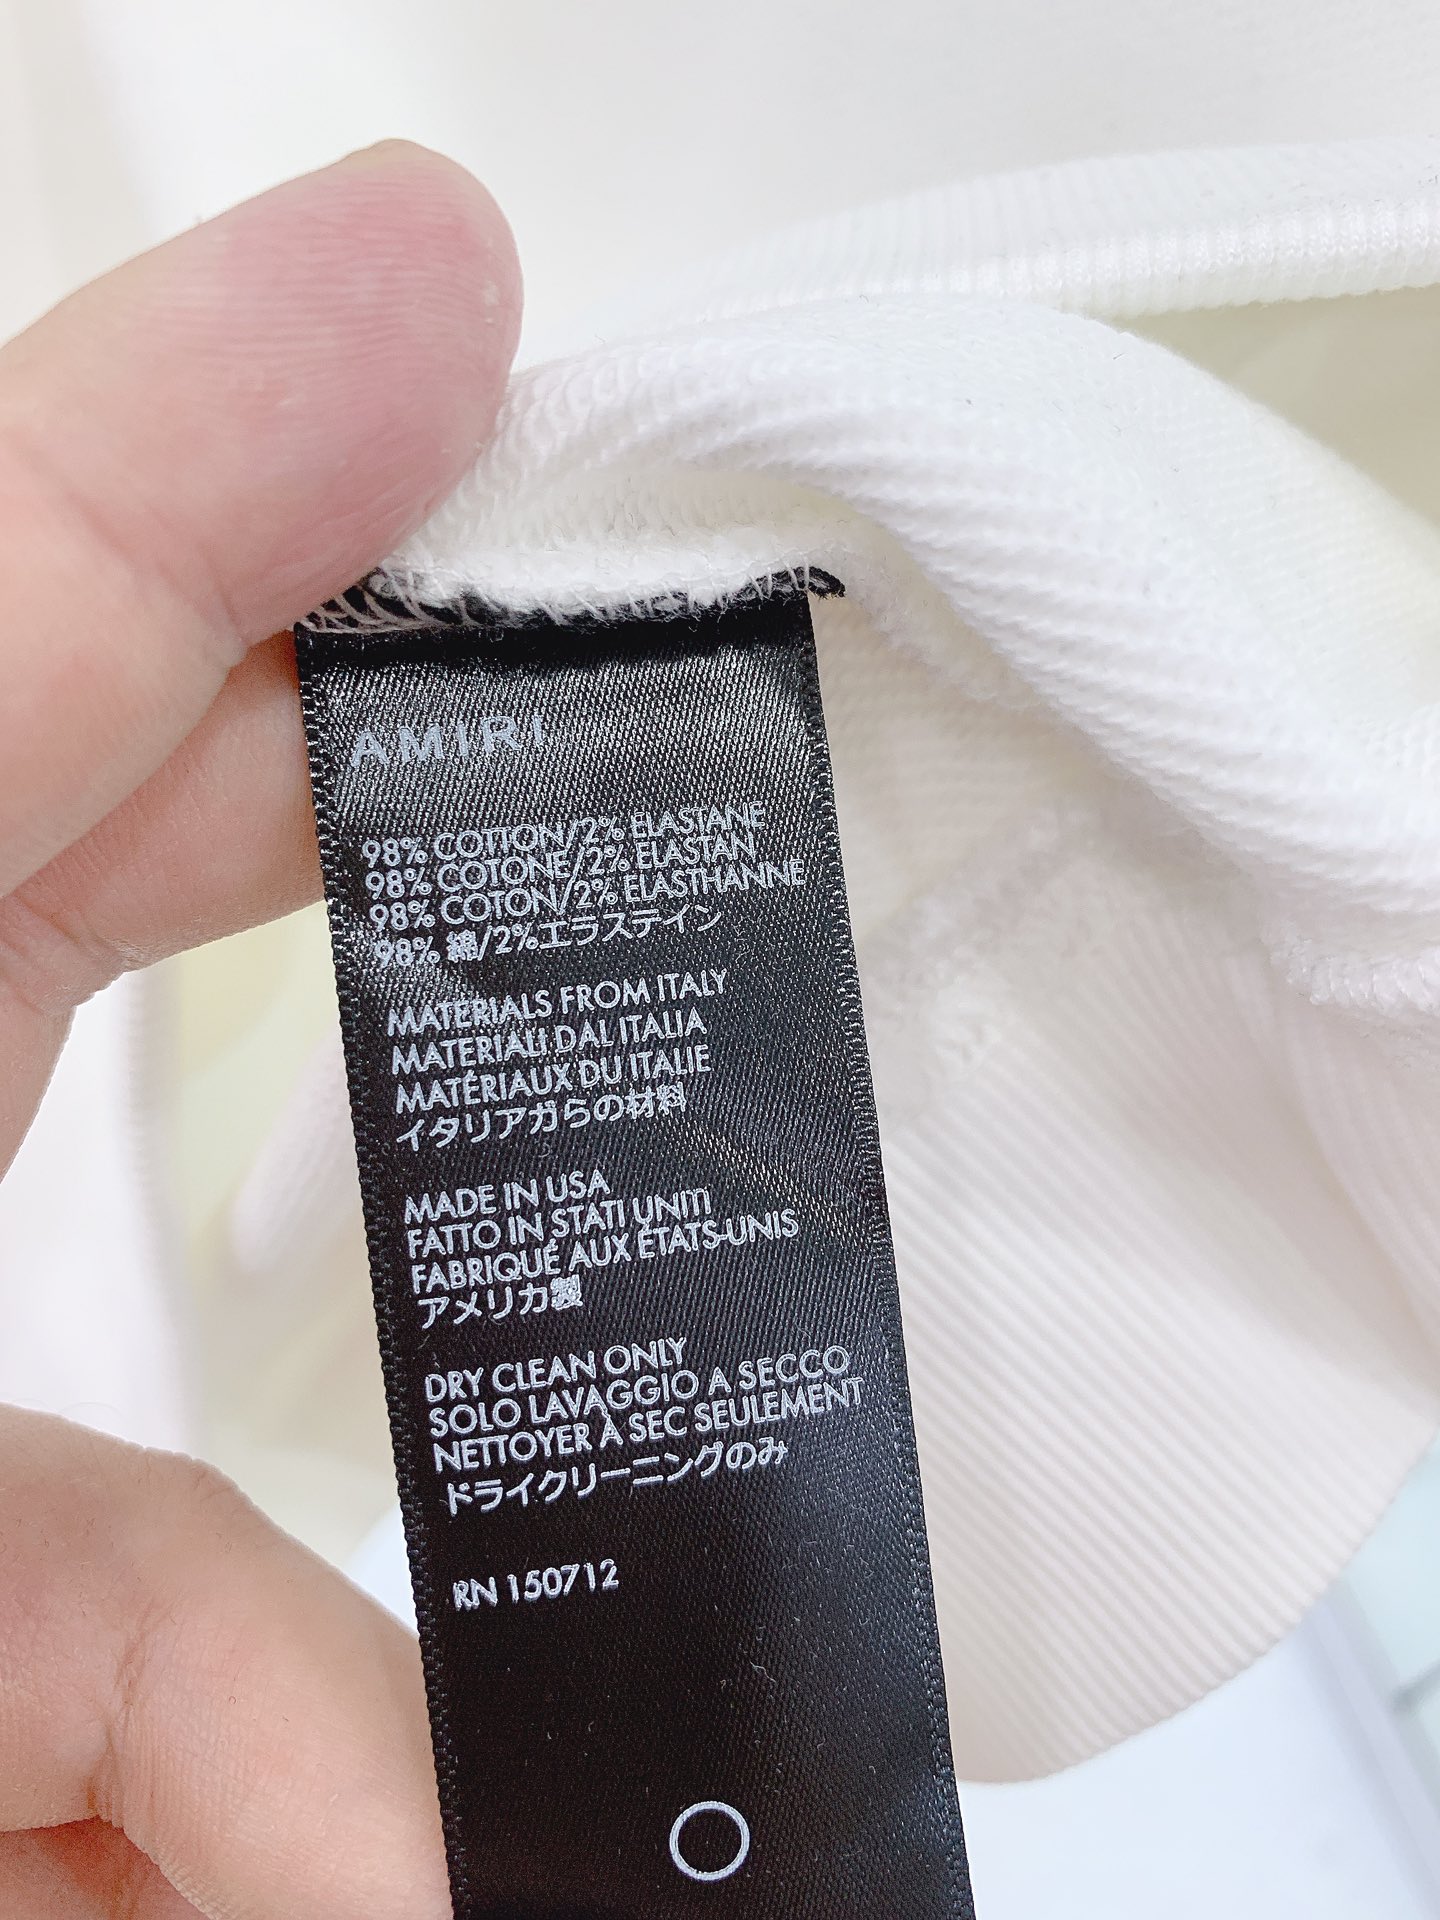 AMIRI
98% COTTON/2% ELASTANE
98% COTONE/2% ELASTAN
98% COTON/2% ELASTHANNE
98% 綿/2%エラステイン
MATERIALS FROM ITALY
MATERIALI DAL ITALIA
MATÉRIAUX DU ITALIE
イタリアガらの材料
MADE IN USA
FATTO IN STATI UNITI
FABRIQUÉ AUX ÉTATS-UNIS
アメリカ製
DRY CLEAN ONLY
SOLO LAVAGGIO A SECCO
NETTOYER À SEC SEULEMENT
ドライクリーニングのみ
RN 150712